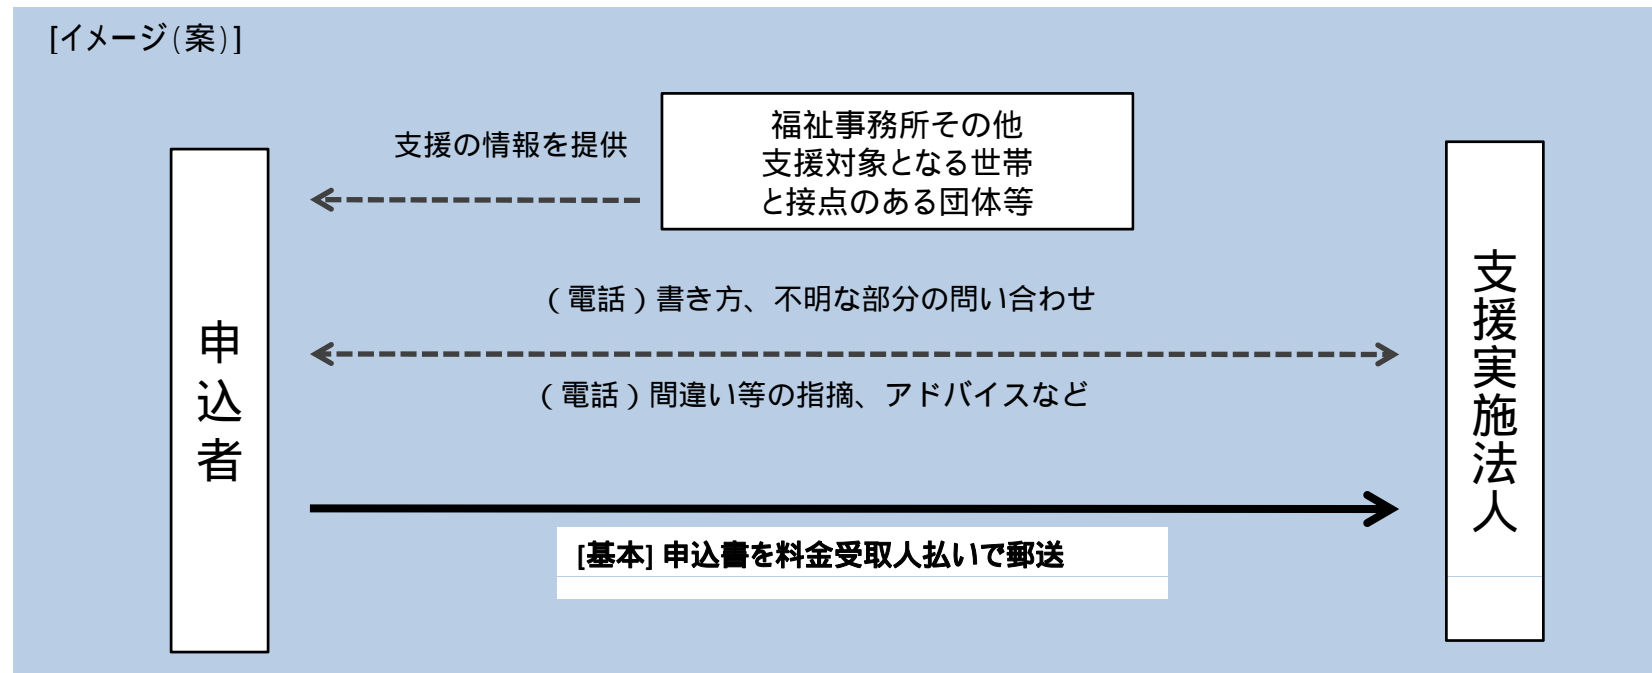 [イメージ(案)]
支援の情報を提供
福祉事務所その他
支援対象となる世帯
と接点のある団体等
(電話)書き方、不明な部分の問い合わせ
(電話)間違い等の指摘、アドバイスなど
申込者
支援実施法人
[基本] 申込書を料金受取人払いで郵送